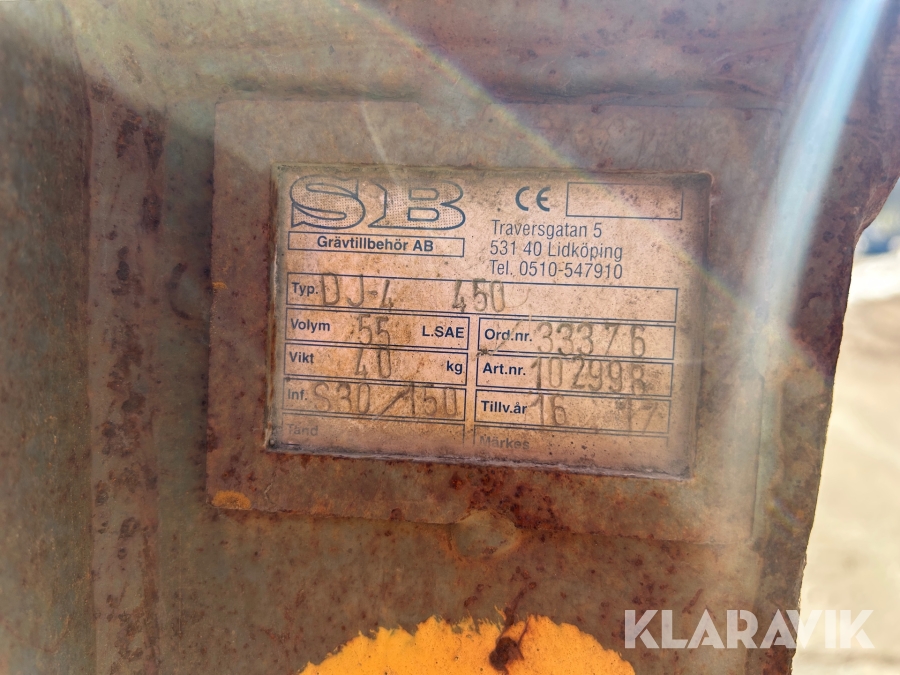 SB
Grävtillbehör AB
CE
Traversgatan 5
531 40 Lidköping
Tel. 0510-547910
Typ. DJ-4 450
Volym 55 L.SAE
Ord.nr. 33376
Vikt 40 kg
Art.nr. 102998
Inf. S30/150
Tillv.år 16 17
Tand
Märkes
KLARAVIK